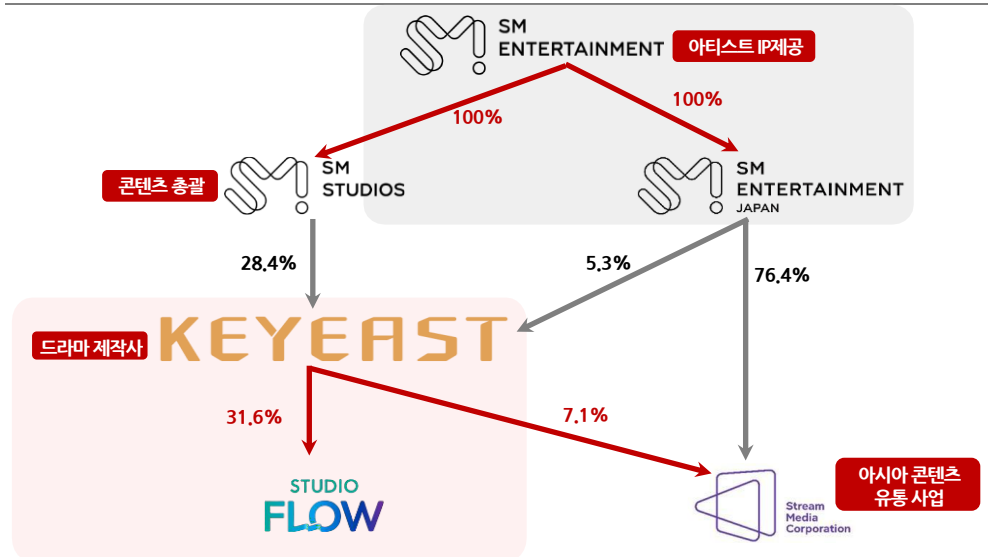 SM
ENTERTAINMENT
아티스트 IP제공
100%
100%
콘텐츠 총괄
SM
STUDIOS
SM
ENTERTAINMENT
JAPAN
28.4%
5.3%
76.4%
드라마 제작사
KEYEAST
31.6%
7.1%
STUDIO
FLOW
Stream
Media
Corporation
아시아 콘텐츠
유통 사업